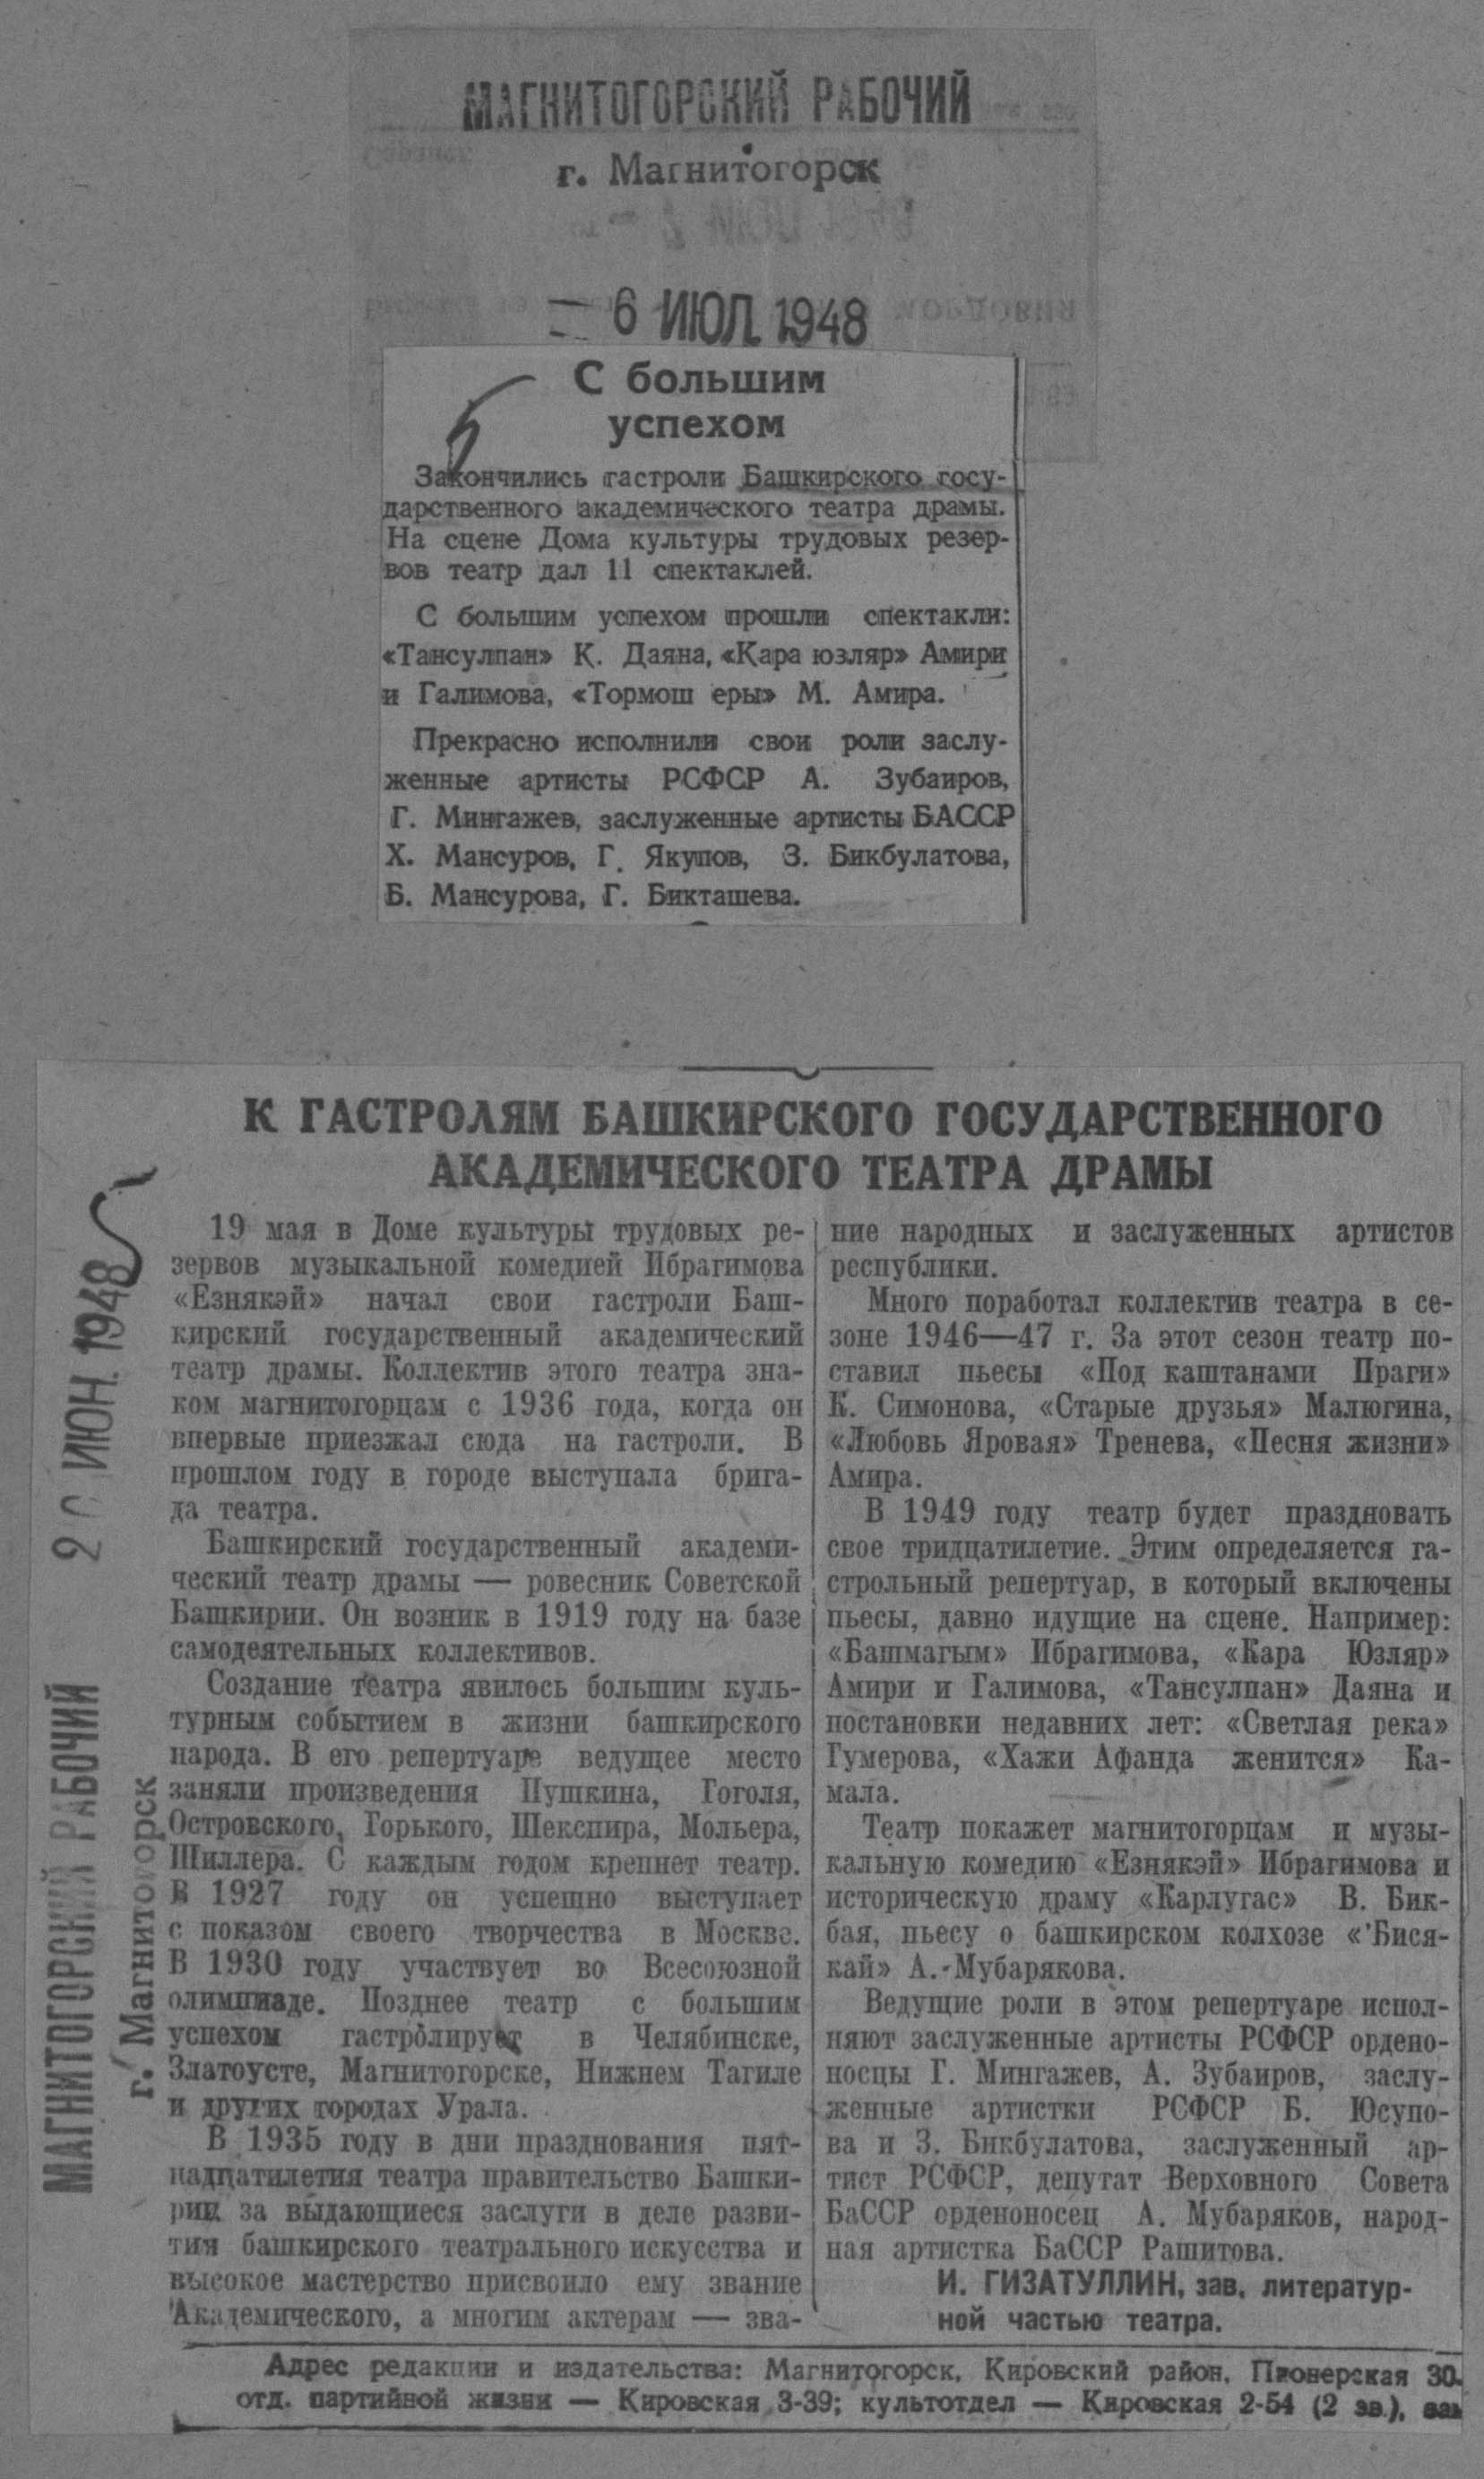 МАГНИТОГОРСКИЙ РАБОЧИЙ
г. Магнитогорск
6 ИЮЛ. 1948
С большим
успехом
Закончились гастроли Башкирского госу-
дарственного академического театра драмы.
На сцене Дома культуры трудовых резер-
вов театр дал 11 спектаклей.
С большим успехом прошли спектакли:
«Тансулпан» К. Даяна, «Кара юзляр» Амири
и Галимова, «Тормош еры» М. Амира.
Прекрасно исполнили свои роли заслу-
женные артисты РСФСР А. Зубаиров,
Г. Мингажев, заслуженные артисты БАССР
Х. Мансуров, Г. Якупов, З. Бикбулатова,
Б. Мансурова, Г. Бикташева.
К ГАСТРОЛЯМ БАШКИРСКОГО ГОСУДАРСТВЕННОГО
АКАДЕМИЧЕСКОГО ТЕАТРА ДРАМЫ
МАГНИТОГОРСКИЙ РАБОЧИЙ
г. Магнитогорск
ИЮН. 1948
19 мая в Доме культуры трудовых ре-
зервов музыкальной комедией Ибрагимова
«Езнякэй» начал свои гастроли Баш-
кирский государственный академический
театр драмы. Коллектив этого театра зна-
ком магнитогорцам с 1936 года, когда он
впервые приезжал сюда на гастроли. В
прошлом году в городе выступала брига-
да театра.
Башкирский государственный академи-
ческий театр драмы — ровесник Советской
Башкирии. Он возник в 1919 году на базе
самодеятельных коллективов.
Создание театра явилось большим куль-
турным событием в жизни башкирского
народа. В его репертуаре ведущее место
заняли произведения Пушкина, Гоголя,
Островского, Горького, Шекспира, Мольера,
Шиллера. С каждым годом крепнет театр.
В 1927 году он успешно выступает
с показом своего творчества в Москве.
В 1930 году участвует во Всесоюзной
олимпиаде. Позднее театр с большим
успехом гастролирует в Челябинске,
Златоусте, Магнитогорске, Нижнем Тагиле
и других городах Урала.
В 1935 году в дни празднования пят-
надцатилетия театра правительство Башки-
рии за выдающиеся заслуги в деле разви-
тия башкирского театрального искусства и
высокое мастерство присвоило ему звание
Академического, а многим актерам — зва-
ние народных и заслуженных артистов
республики.
Много поработал коллектив театра в се-
зоне 1946—47 г. За этот сезон театр по-
ставил пьесы «Под каштанами Праги»
К. Симонова, «Старые друзья» Малюгина,
«Любовь Яровая» Тренева, «Песня жизни»
Амира.
В 1949 году театр будет праздновать
свое тридцатилетие. Этим определяется га-
строльный репертуар, в который включены
пьесы, давно идущие на сцене. Например:
«Башмагым» Ибрагимова, «Кара Юзляр»
Амири и Галимова, «Тансулпан» Даяна и
постановки недавних лет: «Светлая река»
Гумерова, «Хажи Афанда женится» Ка-
мала.
Театр покажет магнитогорцам и музы-
кальную комедию «Езнякэй» Ибрагимова и
историческую драму «Карлугас» В. Бик-
бая, пьесу о башкирском колхозе «Бися-
кай» А. Мубарякова.
Ведущие роли в этом репертуаре испол-
няют заслуженные артисты РСФСР ордено-
носцы Г. Мингажев, А. Зубаиров, заслу-
женные артистки РСФСР Б. Юсупо-
ва и З. Бикбулатова, заслуженный ар-
тист РСФСР, депутат Верховного Совета
БаССР орденоносец А. Мубаряков, народ-
ная артистка БаССР Рашитова.
И. ГИЗАТУЛЛИН, зав. литератур-
ной частью театра.
Адрес редакции и издательства: Магнитогорск, Кировский район, Пионерская 30.
отд. партийной жизни — Кировская 3-39; культотдел — Кировская 2-54 (2 зв.),